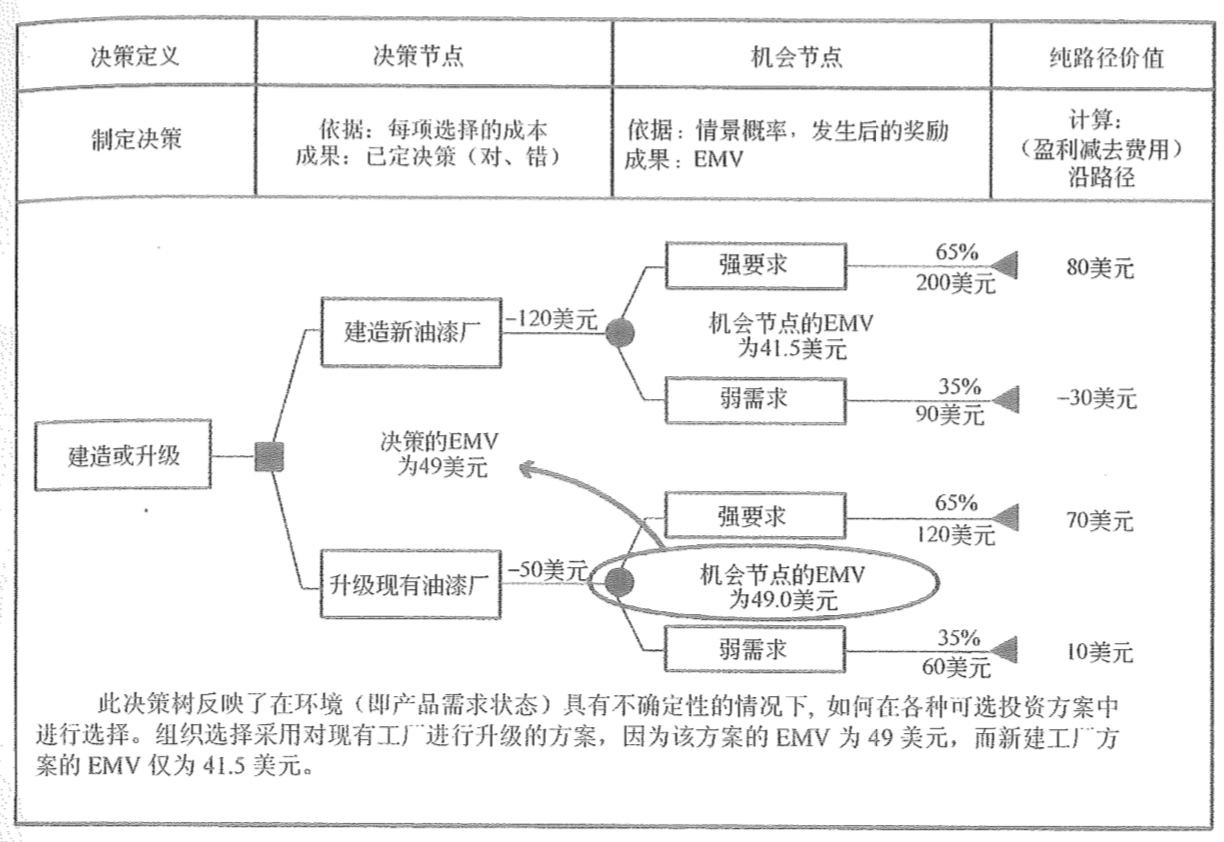 决策定义
决策节点
机会节点
纯路径价值
制定决策
依据：每项选择的成本
成果：已定决策（对、错）
依据：情景概率，发生后的奖励
成果：EMV
计算：
（盈利减去费用）
沿路径
强要求
65%
200美元
80美元
建造新油漆厂
-120美元
机会节点的EMV
为41.5美元
弱需求
35%
90美元
-30美元
建造或升级
决策的EMV
为49美元
强要求
65%
120美元
70美元
升级现有油漆厂
-50美元
机会节点的EMV
为49.0美元
弱需求
35%
60美元
10美元
此决策树反映了在环境（即产品需求状态）具有不确定性的情况下, 如何在各种可选投资方案中
进行选择。组织选择采用对现有工厂进行升级的方案，因为该方案的 EMV 为 49 美元，而新建工厂方
案的 EMV 仅为 41.5 美元。